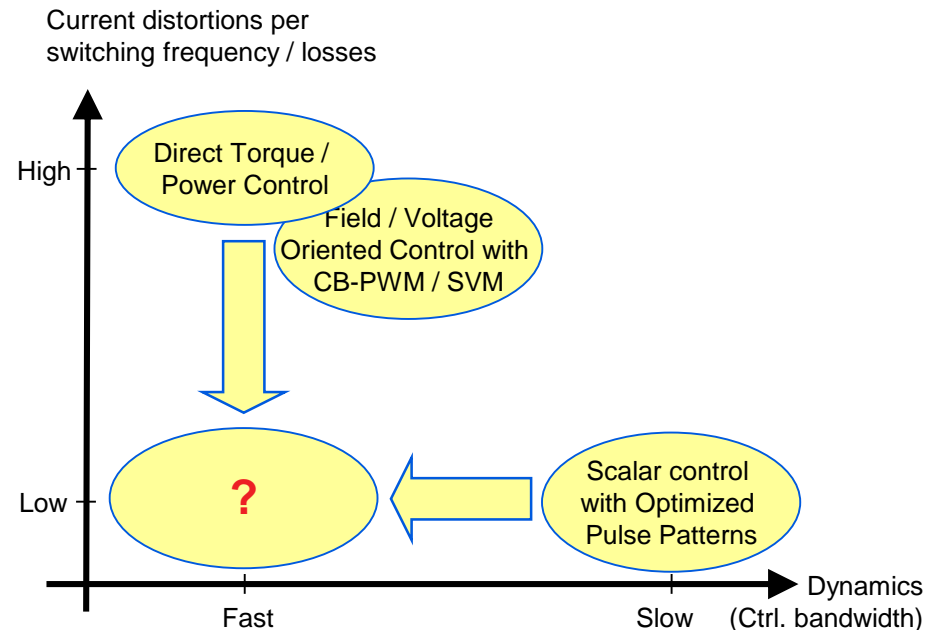 Current distortions per
switching frequency / losses
High
Direct Torque /
Power Control
Field / Voltage
Oriented Control with
CB-PWM / SVM
Low
?
Scalar control
with Optimized
Pulse Patterns
Dynamics
Fast
Slow
(Ctrl. bandwidth)